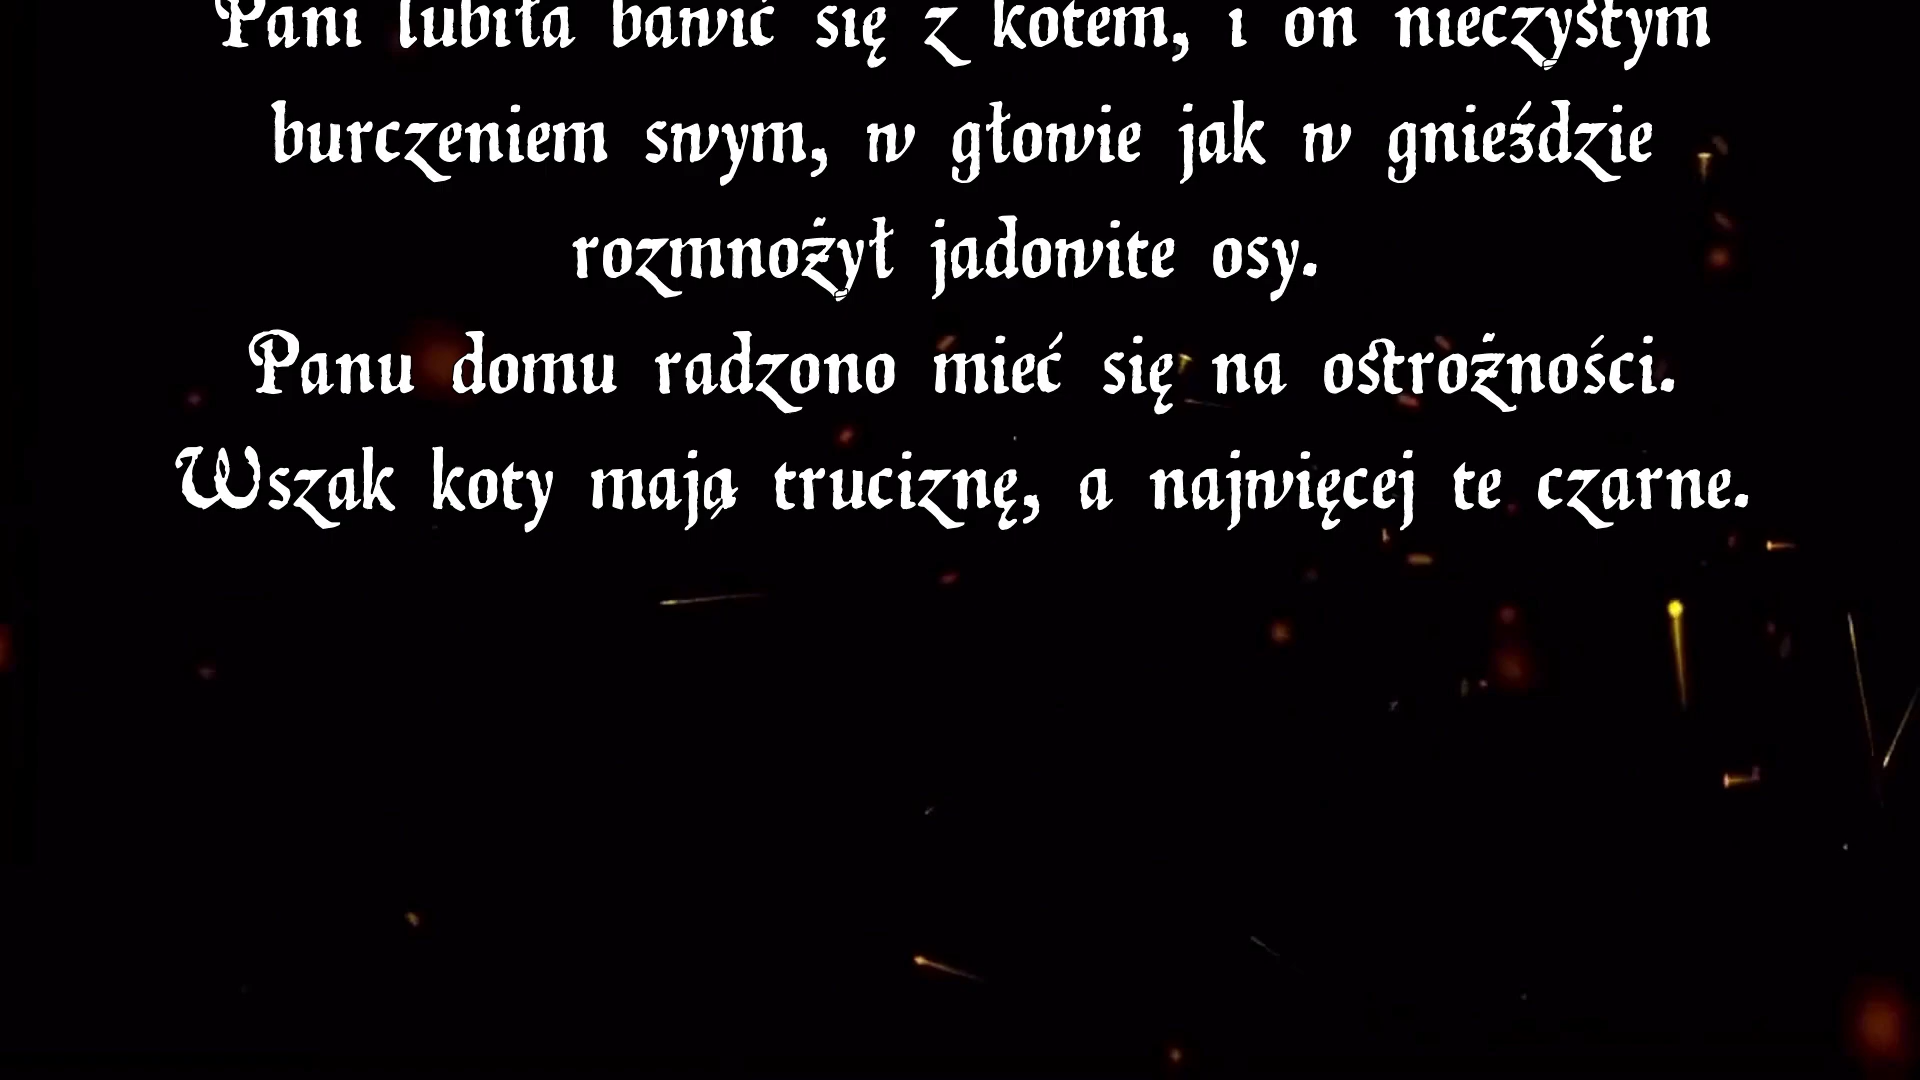 Pani lubiła bawić się z kotem, i on nieczystym
burczeniem swym, w głowie jak w gnieździe
rozmnożył jadowite osy.
Panu domu radzono mieć się na ostrożności.
Wszak koty mają truciznę, a najwięcej te czarne.